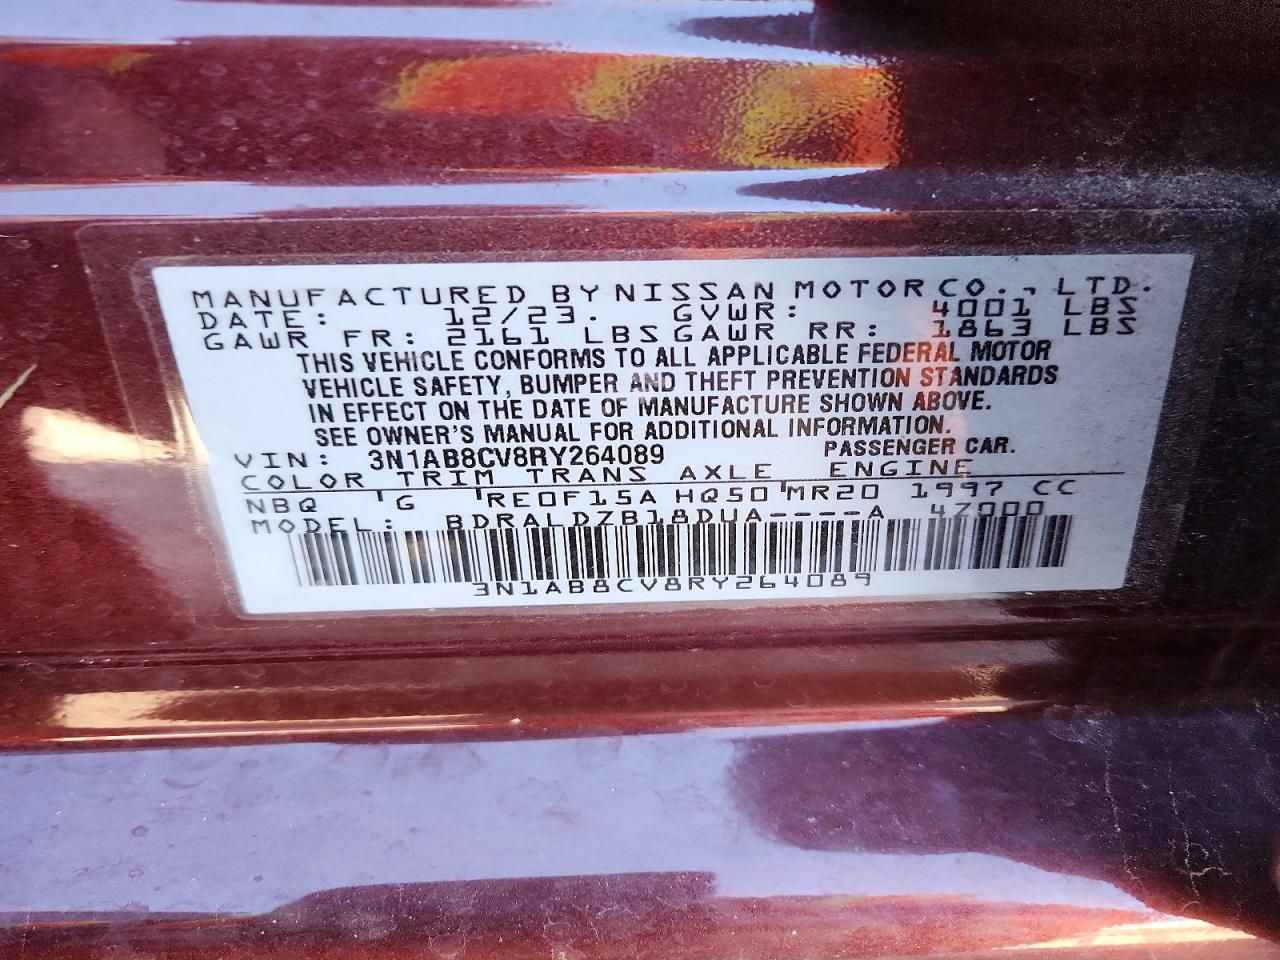 MANUFACTURED BY NISSAN MOTOR CO., LTD.
DATE: 12/23. GVWR: 4001 LBS
GAWR FR: 2161 LBS GAWR RR: 1863 LBS
THIS VEHICLE CONFORMS TO ALL APPLICABLE FEDERAL MOTOR
VEHICLE SAFETY, BUMPER AND THEFT PREVENTION STANDARDS
IN EFFECT ON THE DATE OF MANUFACTURE SHOWN ABOVE.
SEE OWNER'S MANUAL FOR ADDITIONAL INFORMATION.
VIN: 3N1AB8CV8RY264089 PASSENGER CAR.
COLOR TRIM TRANS AXLE ENGINE
NBQ G RE0F15A HQ50 MR20 1997 CC
MODEL: BDRALDZB18DUA----A 4Z000
3N1AB8CV8RY264089